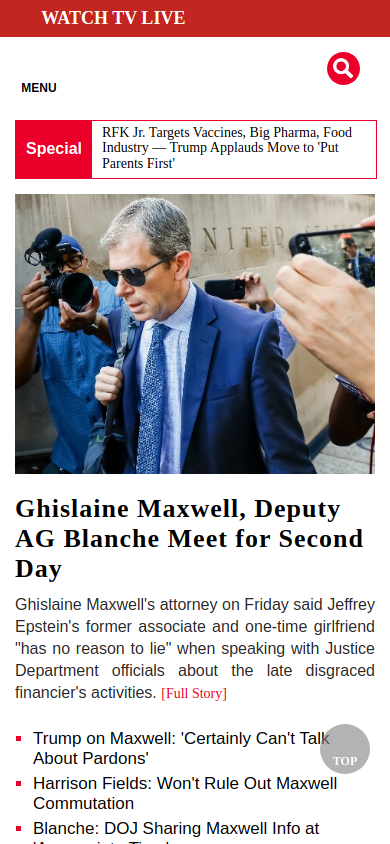 WATCH TV LIVE
MENU
Special
RFK Jr. Targets Vaccines, Big Pharma, Food
Industry — Trump Applauds Move to 'Put
Parents First'
NITED
Ghislaine Maxwell, Deputy
AG Blanche Meet for Second
Day
Ghislaine Maxwell's attorney on Friday said Jeffrey
Epstein's former associate and one-time girlfriend
"has no reason to lie" when speaking with Justice
Department officials about the late disgraced
financier's activities. [Full Story]
Trump on Maxwell: 'Certainly Can't Talk
About Pardons'
TOP
Harrison Fields: Won't Rule Out Maxwell
Commutation
Blanche: DOJ Sharing Maxwell Info at